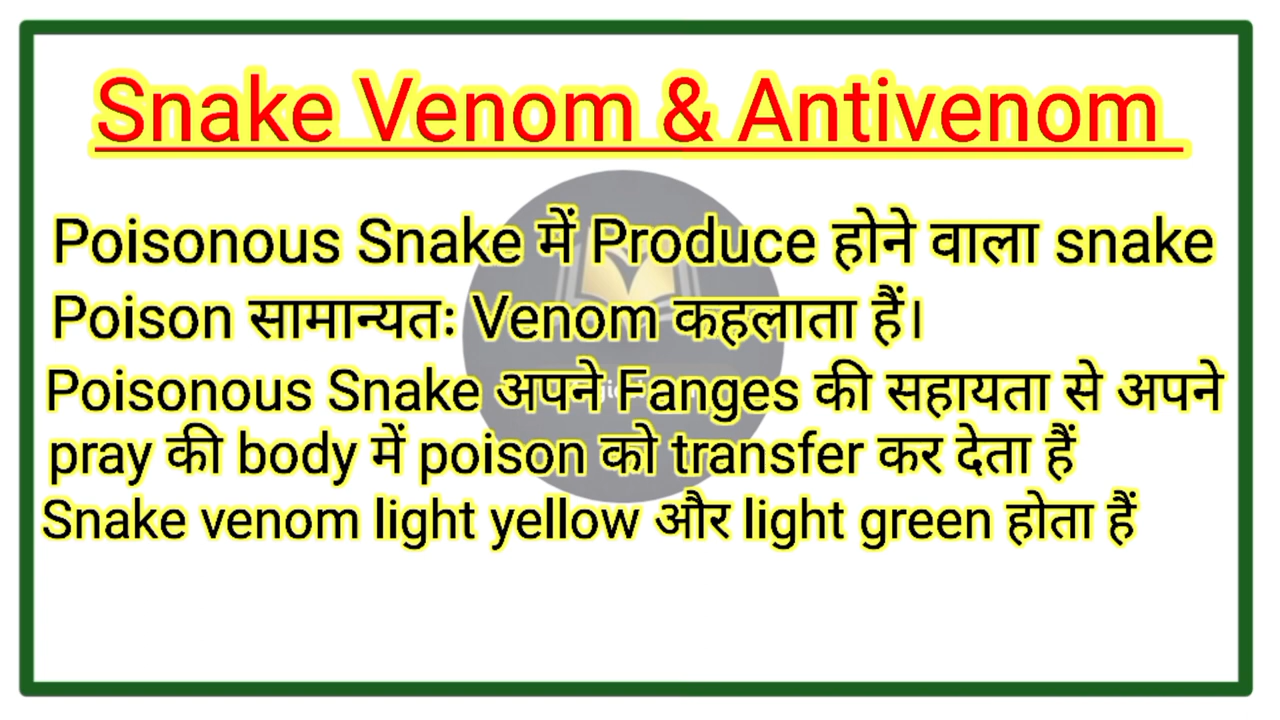 Snake Venom & Antivenom
Poisonous Snake में Produce होने वाला snake
Poison सामान्यतः Venom कहलाता हैं।
Poisonous Snake अपने Fanges की सहायता से अपने
pray की body में poison को transfer कर देता हैं
Snake venom light yellow और light green होता हैं